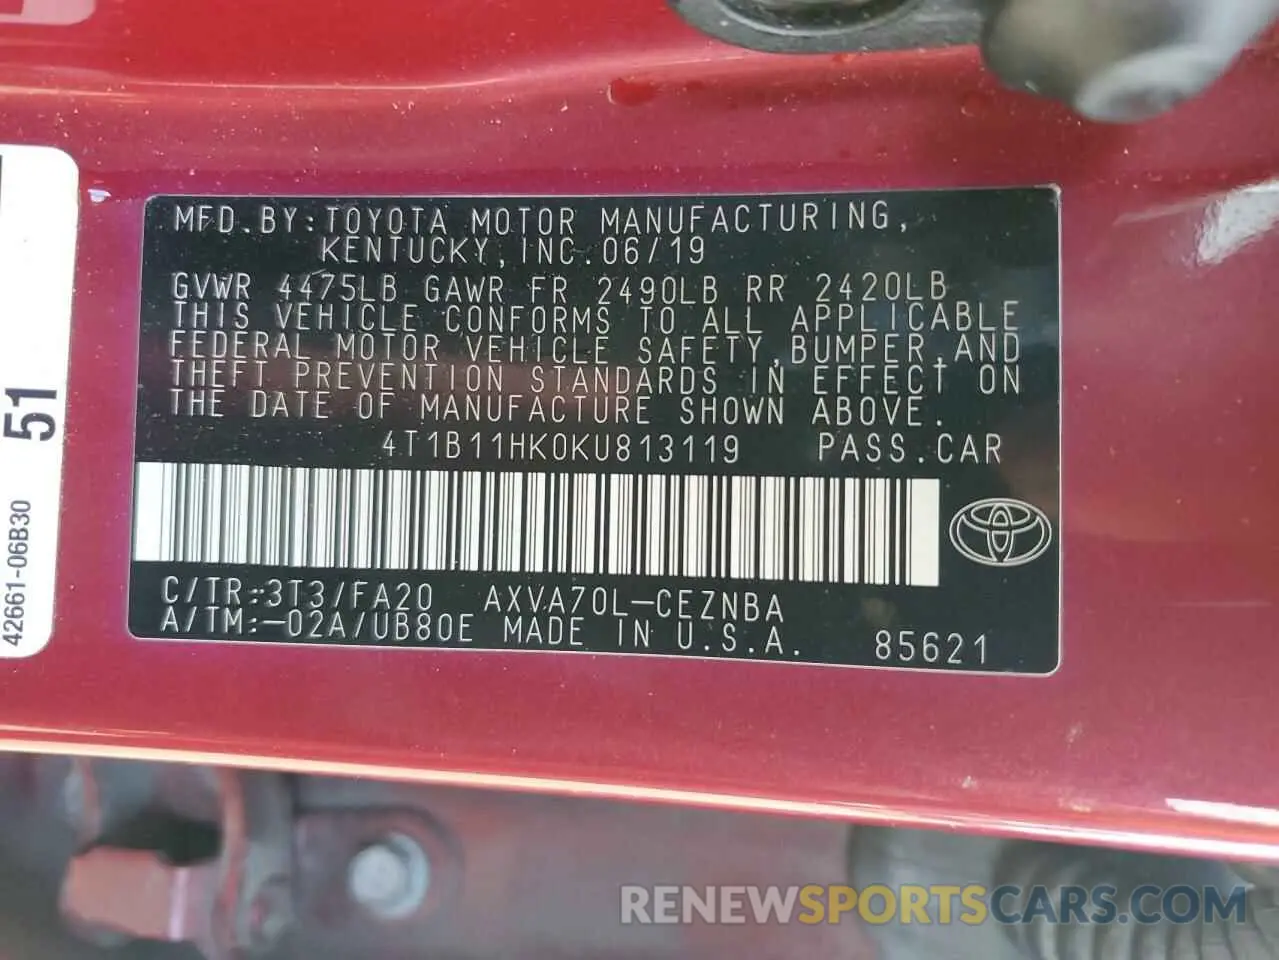 MFD.BY:TOYOTA MOTOR MANUFACTURING,
KENTUCKY,INC.06/19
GVWR 4475LB GAWR FR 2490LB RR 2420LB
THIS VEHICLE CONFORMS TO ALL APPLICABLE
FEDERAL MOTOR VEHICLE SAFETY,BUMPER,AND
THEFT PREVENTION STANDARDS IN EFFECT ON
THE DATE OF MANUFACTURE SHOWN ABOVE.
4T1B11HK0KU813119 PASS.CAR
C/TR:3T3/FA20 AXVA70L-CEZNBA
A/TM:-02A/UB80E MADE IN U.S.A. 85621
51
42661-06B30
RENEWSPORTSCARS.COM